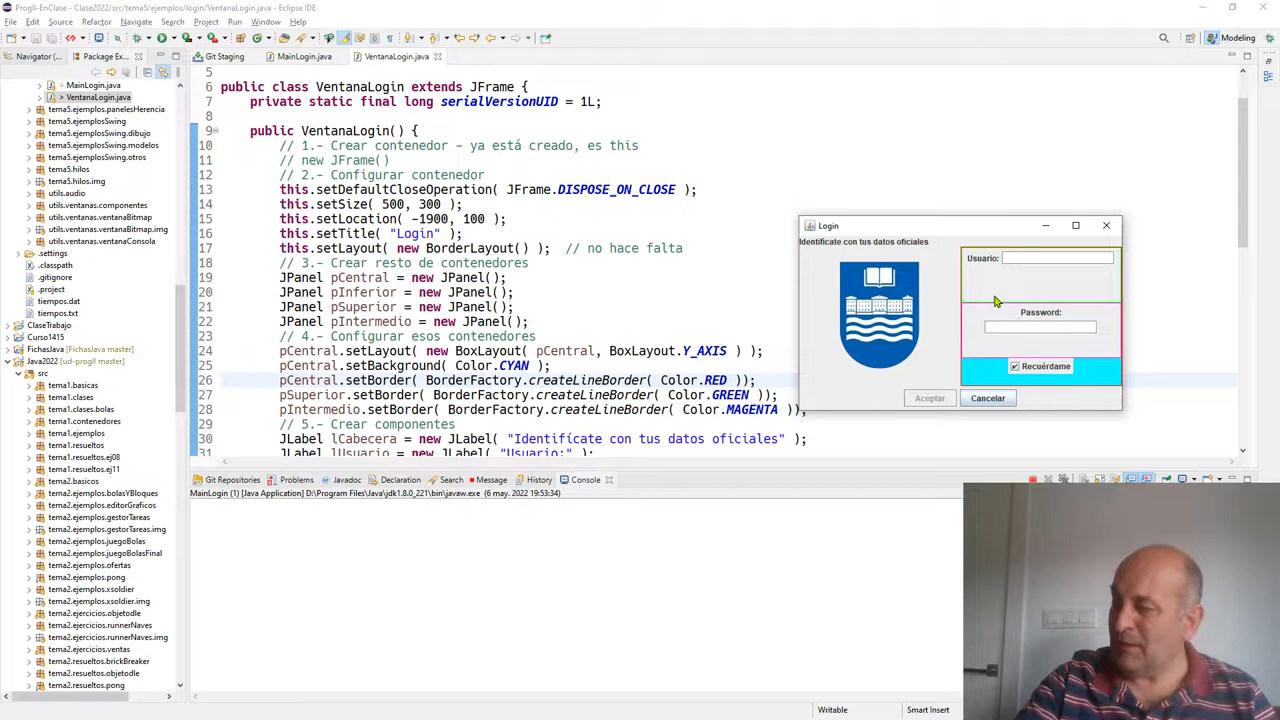 ProgII-EnClase - Clase2022/src/tema5/ejemplos/login/VentanaLogin.java - Eclipse IDE
File Edit Source Refactor Navigate Search Project Run Window Help
Modeling
Navigator (...
Package Exp...
Git Staging
MainLogin.java
VentanaLogin.java
> MainLogin.java
> VentanaLogin.java
tema5.ejemplos.panelesHerencia
tema5.ejemplosSwing
tema5.ejemplosSwing.dibujo
tema5.ejemplosSwing.modelos
tema5.ejemplosSwing.otros
tema5.hilos
tema5.hilos.img
utils.audio
utils.ventanas.componentes
utils.ventanas.ventanaBitmap
utils.ventanas.ventanaBitmap.img
utils.ventanas.ventanaConsola
.settings
.classpath
.gitignore
.project
tiempos.dat
tiempos.txt
ClaseTrabajo
Curso1415
FichasJava [FichasJava master]
Java2022 [ud-progII master]
src
tema1.basicas
tema1.clases
tema1.clases.bolas
tema1.contenedores
tema1.ejemplos
tema1.resueltos
tema1.resueltos.ej08
tema1.resueltos.ej11
tema2.basicos
tema2.ejemplos.bolasYBloques
tema2.ejemplos.editorGraficos
tema2.ejemplos.gestorTareas
tema2.ejemplos.gestorTareas.img
tema2.ejemplos.juegoBolas
tema2.ejemplos.juegoBolasFinal
tema2.ejemplos.ofertas
tema2.ejemplos.pong
tema2.ejemplos.xsoldier
tema2.ejemplos.xsoldier.img
tema2.ejercicios.objetodle
tema2.ejercicios.runnerNaves
tema2.ejercicios.runnerNaves.img
tema2.ejercicios.ventas
tema2.resueltos.brickBreaker
tema2.resueltos.objetodle
tema2.resueltos.pong
5
6 public class VentanaLogin extends JFrame {
7 private static final long serialVersionUID = 1L;
8
9 public VentanaLogin() {
10 // 1.- Crear contenedor - ya está creado, es this
11 // new JFrame()
12 // 2.- Configurar contenedor
13 this.setDefaultCloseOperation( JFrame.DISPOSE_ON_CLOSE );
14 this.setSize( 500, 300 );
15 this.setLocation( -1900, 100 );
16 this.setTitle( "Login" );
17 this.setLayout( new BorderLayout() ); // no hace falta
18 // 3.- Crear resto de contenedores
19 JPanel pCentral = new JPanel();
20 JPanel pInferior = new JPanel();
21 JPanel pSuperior = new JPanel();
22 JPanel pIntermedio = new JPanel();
23 // 4.- Configurar esos contenedores
24 pCentral.setLayout( new BoxLayout( pCentral, BoxLayout.Y_AXIS ) );
25 pCentral.setBackground( Color.CYAN );
26 pCentral.setBorder( BorderFactory.createLineBorder( Color.RED ));
27 pSuperior.setBorder( BorderFactory.createLineBorder( Color.GREEN ));
28 pIntermedio.setBorder( BorderFactory.createLineBorder( Color.MAGENTA ));
29 // 5.- Crear componentes
30 JLabel lCabecera = new JLabel( "Identifícate con tus datos oficiales" );
31 JLabel lUsuario = new JLabel( "Usuario:" );
Login
Identifícate con tus datos oficiales
Usuario:
Password:
Recuérdame
Aceptar Cancelar
Git Repositories Problems Javadoc Declaration Search Message History Console
MainLogin (1) [Java Application] D:\Program Files\Java\jdk1.8.0_221\bin\javaw.exe (6 may. 2022 19:53:34)
Writable Smart Insert